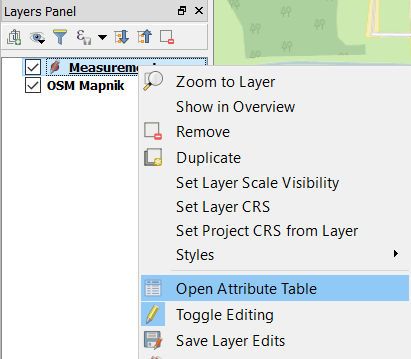 Layers Panel
Zoom to Layer
Show in Overview
OSM Mapnik
Remove
Duplicate
Set Layer Scale Visibility
Set Layer CRS
Set Project CRS from Layer
Styles
Open Attribute Table
Toggle Editing
Save Layer Edits